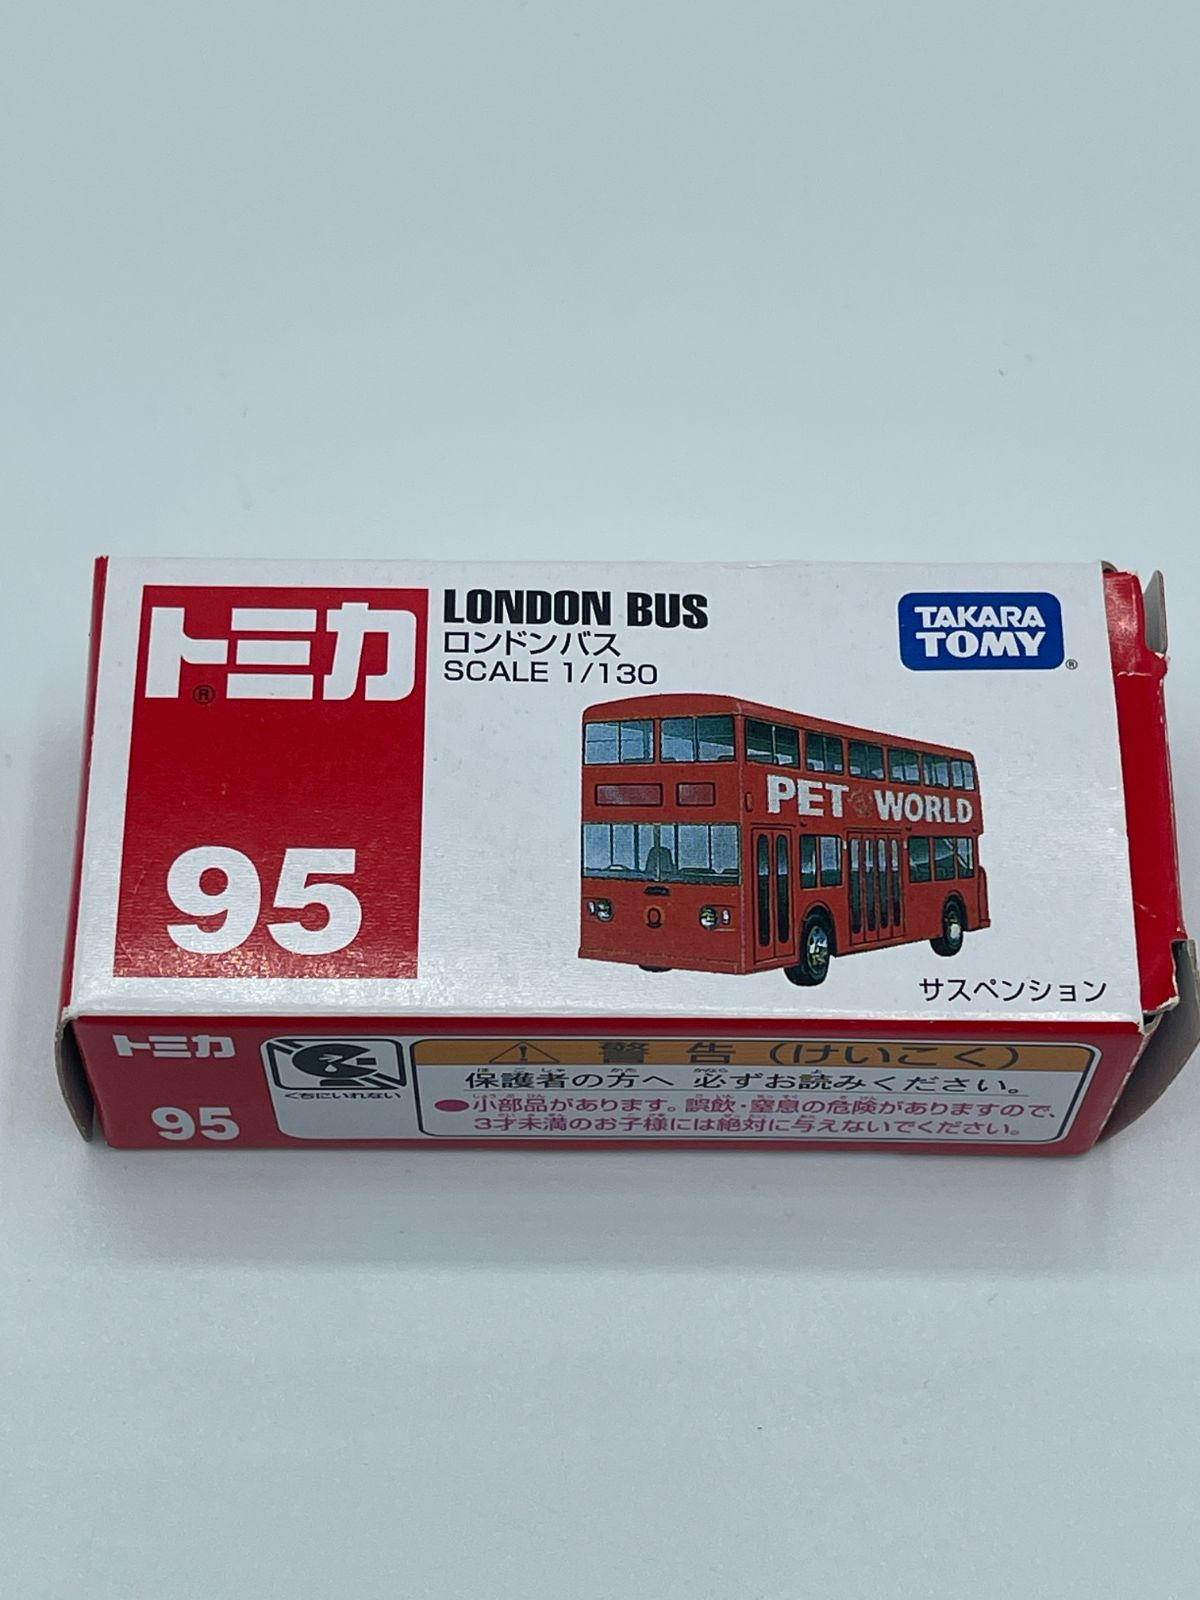 トミカ
®
95
LONDON BUS
ロンドンバス
SCALE 1/130
TAKARA
TOMY
®
PET WORLD
サスペンション
トミカ
95
くちにいれない
警告(けいこく)
保護者の方へ 必ずお読みください。
●小部品があります。誤飲・窒息の危険がありますので、
3才未満のお子様には絶対に与えないでください。